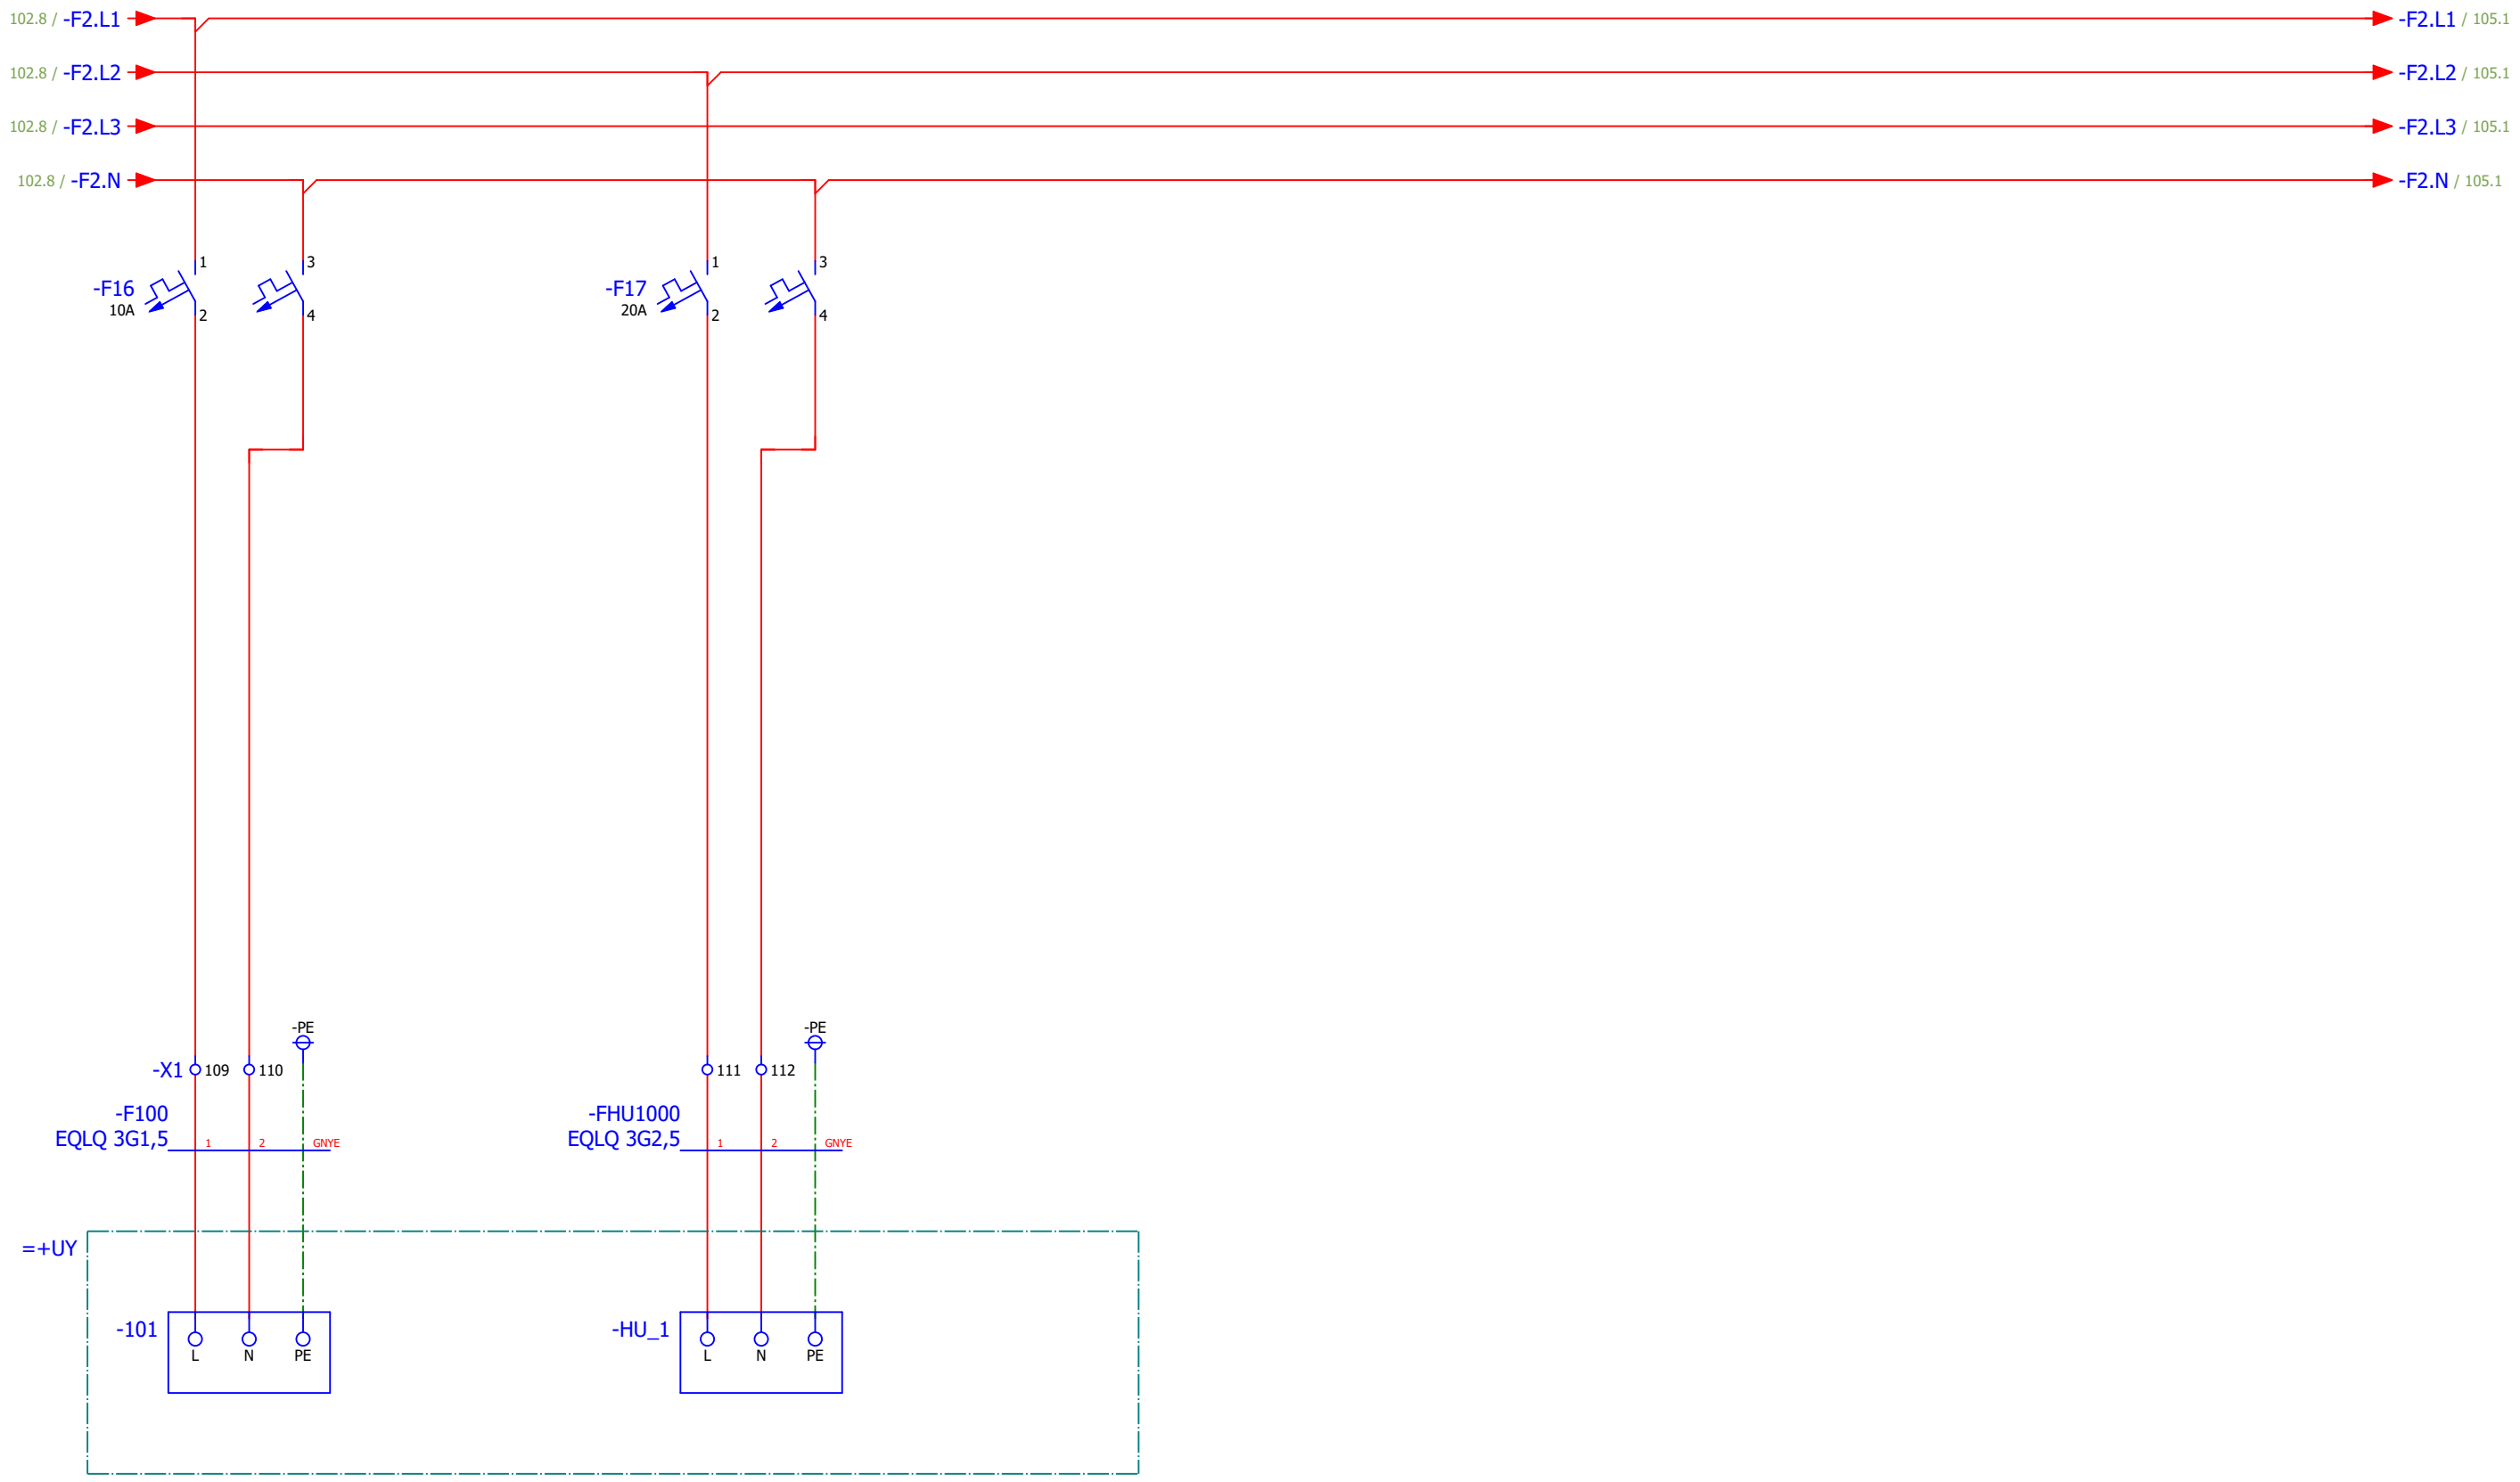 102.8 / -F2.L1
-F2.L1 / 105.1
102.8 / -F2.L2
-F2.L2 / 105.1
102.8 / -F2.L3
-F2.L3 / 105.1
102.8 / -F2.N
-F2.N / 105.1
1
3
-F16
10A
2
4
1
3
-F17
20A
2
4
-PE
-PE
-X1 109 110
111 112
-F100
EQLQ 3G1,5
1 2 GNYE
-FHU1000
EQLQ 3G2,5
1 2 GNYE
=+UY
-101
L N PE
-HU_1
L N PE